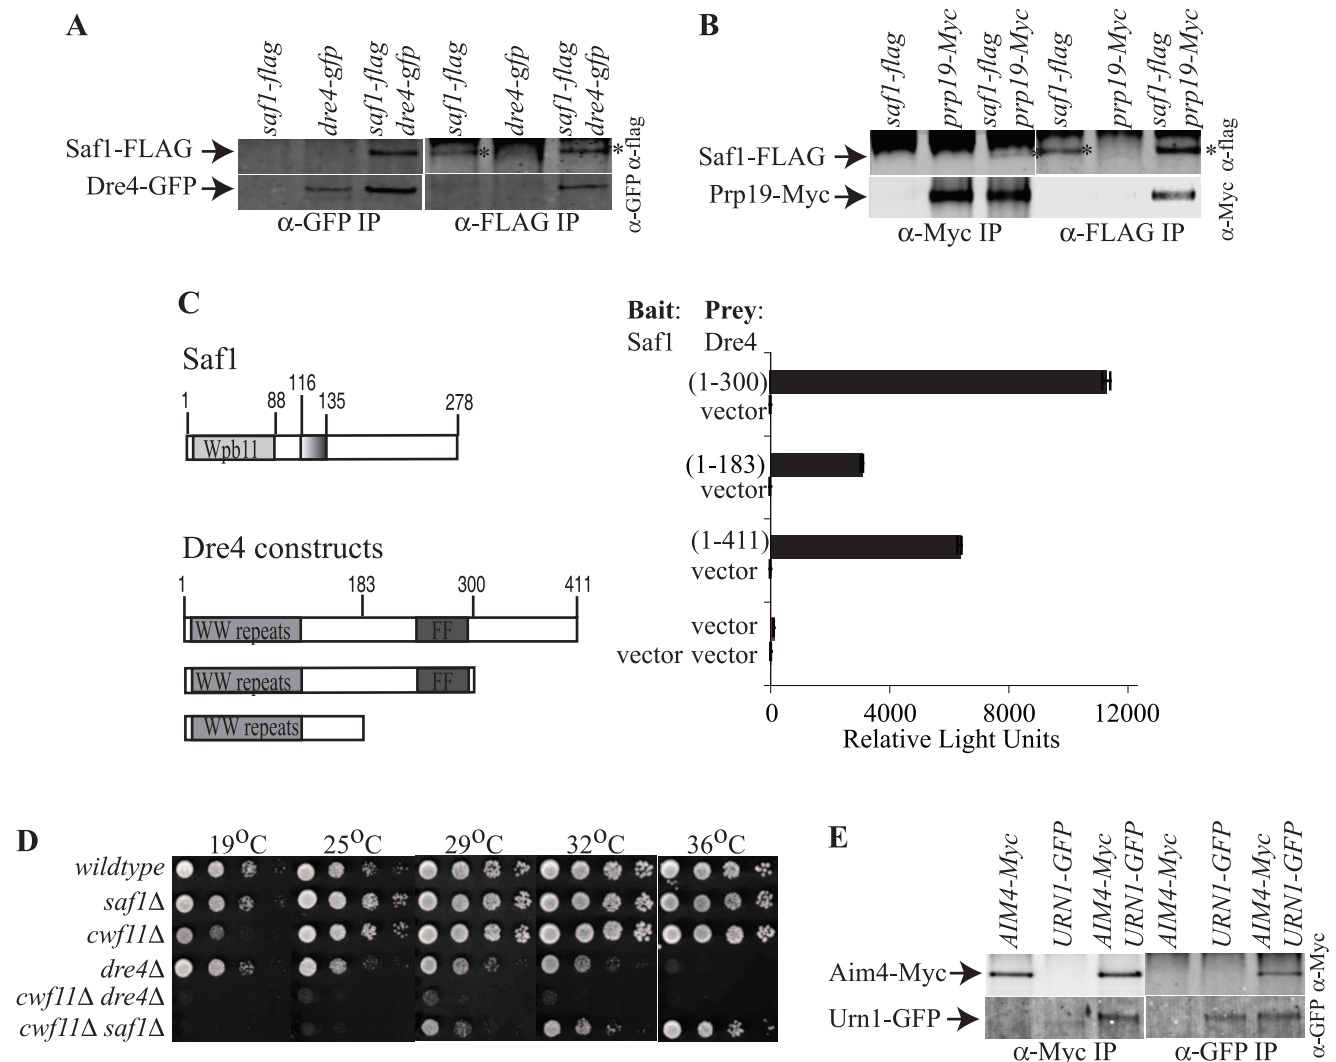 A
saf1-flag
dre4-gfp
saf1-flag
dre4-gfp
saf1-flag
dre4-gfp
saf1-flag
dre4-gfp
Saf1-FLAG
*
*
α-flag
Dre4-GFP
α-GFP
α-GFP IP
α-FLAG IP
B
saf1-flag
prp19-Myc
saf1-flag
prp19-Myc
saf1-flag
prp19-Myc
saf1-flag
prp19-Myc
Saf1-FLAG
*
*
*
α-flag
Prp19-Myc
α-Myc
α-Myc IP
α-FLAG IP
C
Saf1
1 88 116 135 278
Wpb11
Dre4 constructs
1 183 300 411
WW repeats FF
WW repeats FF
WW repeats
Bait: Prey:
Saf1 Dre4
(1-300)
vector
(1-183)
vector
(1-411)
vector
vector
vector vector
0 4000 8000 12000
Relative Light Units
D
19°C 25°C 29°C 32°C 36°C
wildtype
saf1Δ
cwf11Δ
dre4Δ
cwf11Δ dre4Δ
cwf11Δ saf1Δ
E
AIM4-Myc
URN1-GFP
AIM4-Myc
URN1-GFP
AIM4-Myc
URN1-GFP
AIM4-Myc
URN1-GFP
Aim4-Myc
α-Myc
Urn1-GFP
α-GFP
α-Myc IP
α-GFP IP